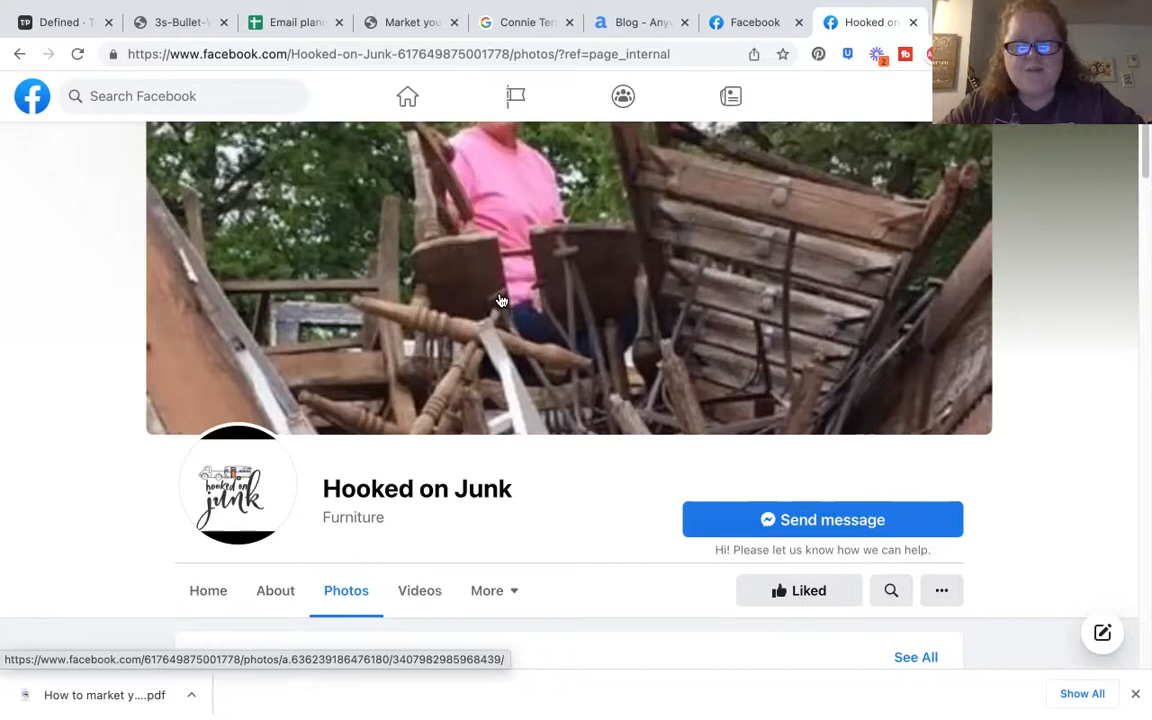 Defined · T
3s-Bullet-
Email plan
Market you
Connie Ter
Blog - Any
Facebook
Hooked on
https://www.facebook.com/Hooked-on-Junk-617649875001778/photos/?ref=page_internal
2
Search Facebook
hooked on
junk
Hooked on Junk
Furniture
Send message
Hi! Please let us know how we can help.
Home
About
Photos
Videos
More
Liked
See All
https://www.facebook.com/617649875001778/photos/a.636239186476180/3407982985968439/
How to market y....pdf
Show All